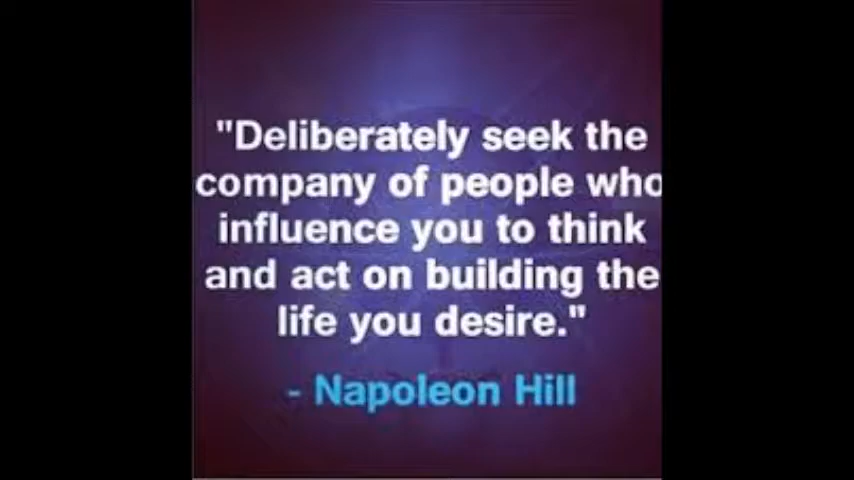 "Deliberately seek the
company of people who
influence you to think
and act on building the
life you desire."
- Napoleon Hill